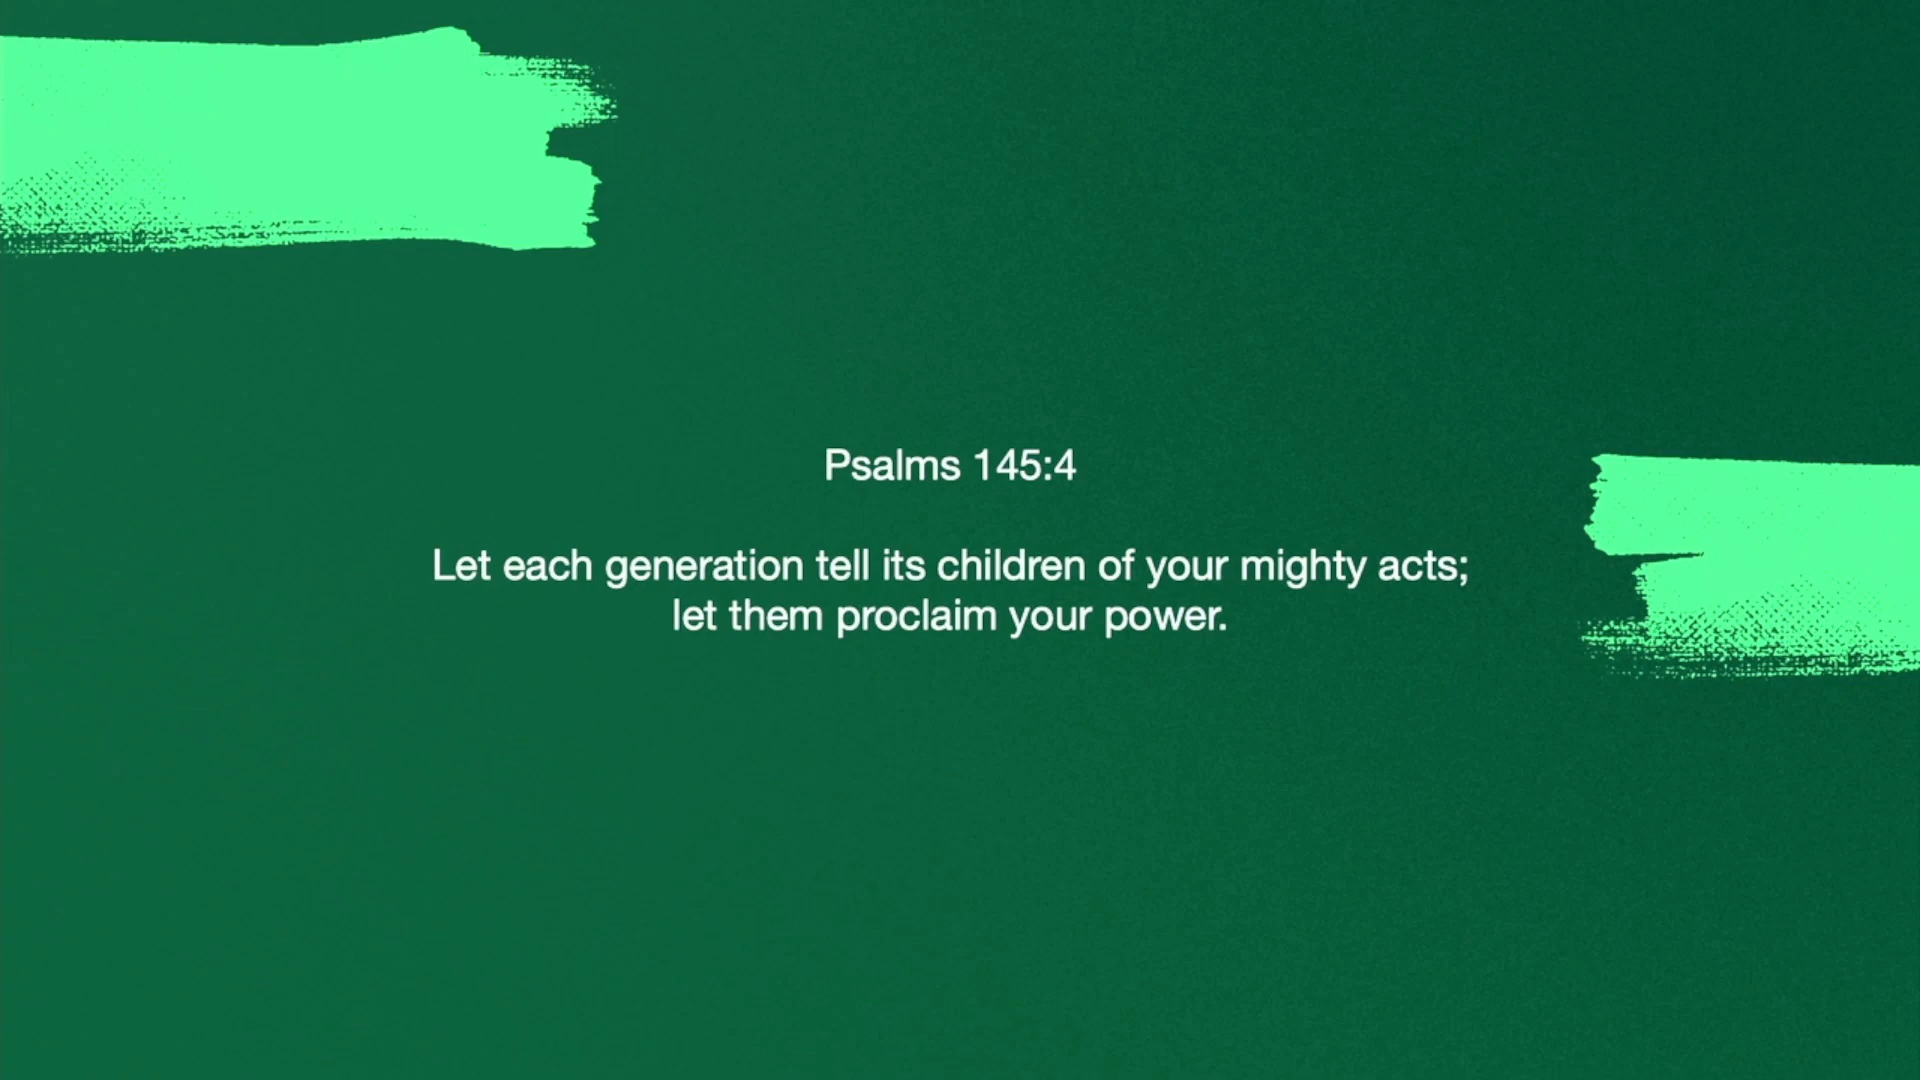 Psalms 145:4
Let each generation tell its children of your mighty acts;
let them proclaim your power.